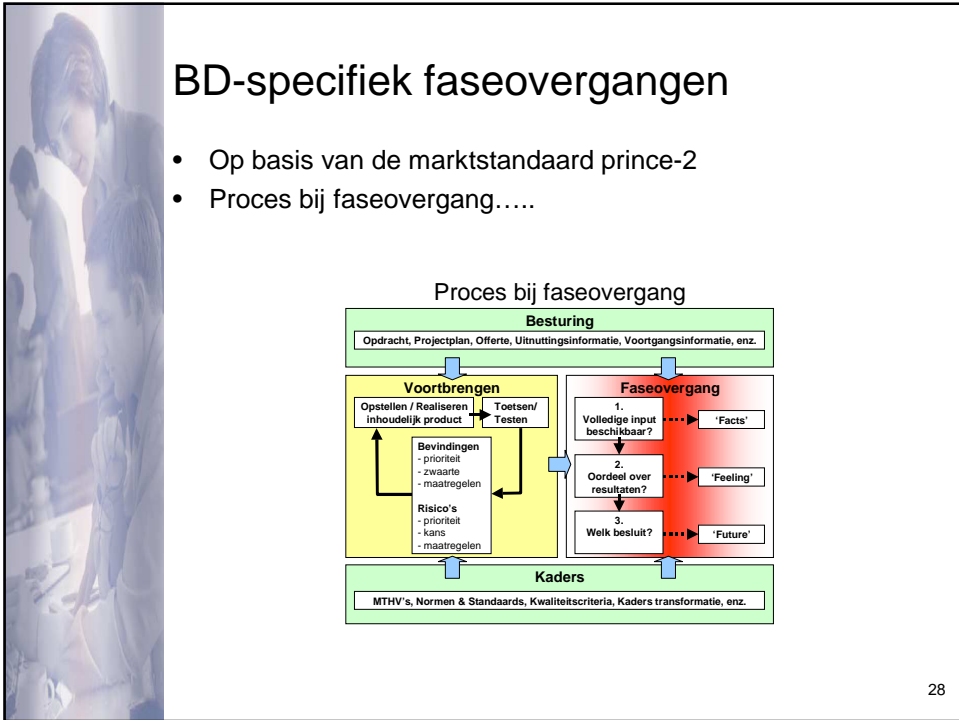 BD-specifiek faseovergangen
• Op basis van de marktstandaard prince-2
• Proces bij faseovergang…..
Proces bij faseovergang
Besturing
Opdracht, Projectplan, Offerte, Uitnuttingsinformatie, Voortgangsinformatie, enz.
Voortbrengen
Opstellen / Realiseren
inhoudelijk product
Toetsen/
Testen
Bevindingen
- prioriteit
- zwaarte
- maatregelen
Risico's
- prioriteit
- kans
- maatregelen
Faseovergang
1.
Volledige input
beschikbaar?
‘Facts’
2.
Oordeel over
resultaten?
‘Feeling’
3.
Welk besluit?
‘Future’
Kaders
MTHV's, Normen & Standaards, Kwaliteitscriteria, Kaders transformatie, enz.
28